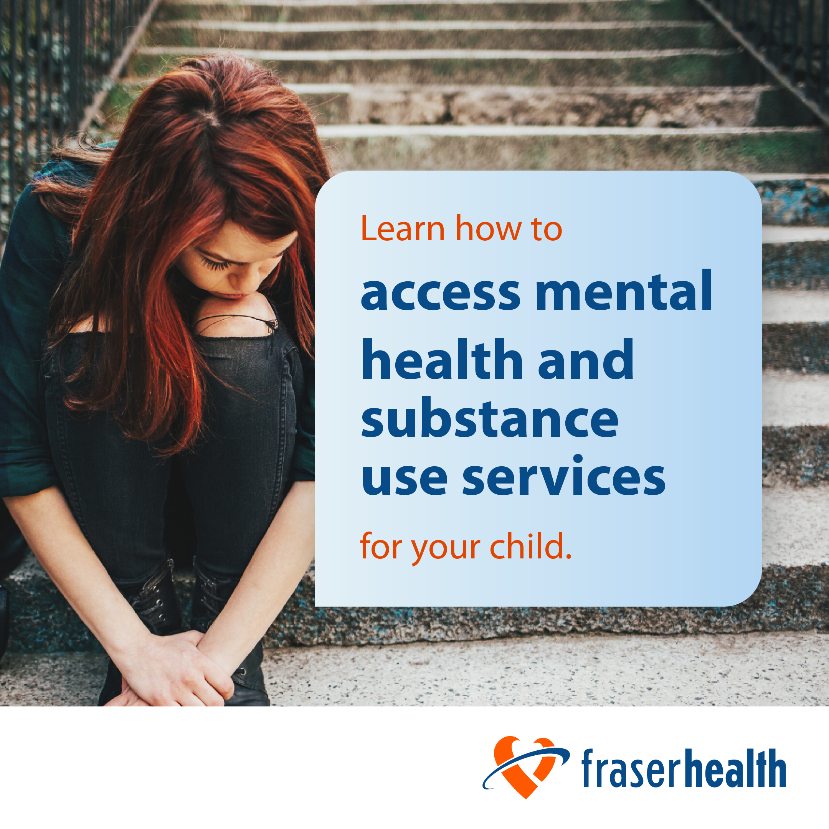 Learn how to
access mental
health and
substance
use services
for your child.
fraserhealth